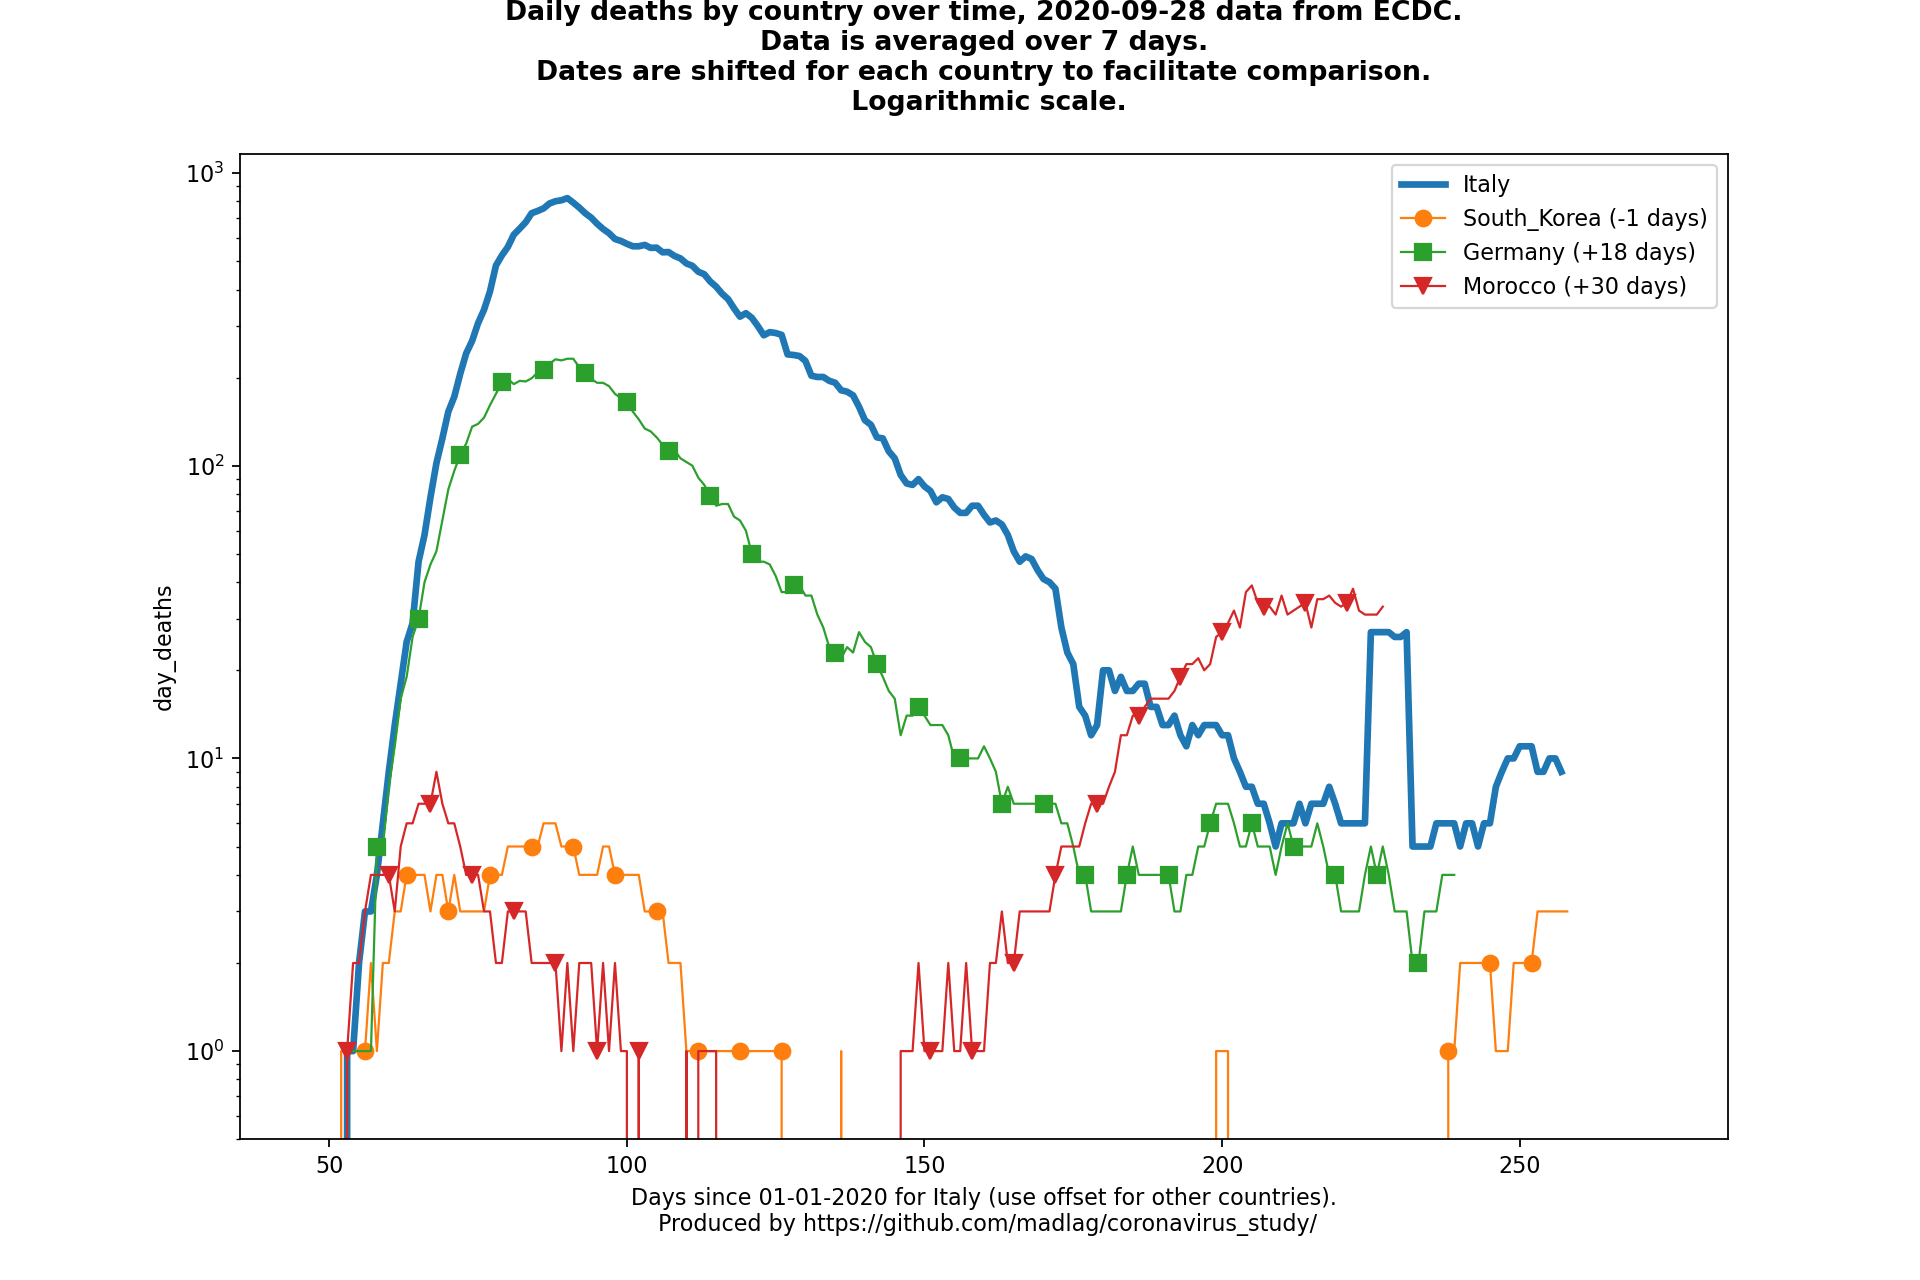 Daily deaths by country over time, 2020-09-28 data from ECDC.
Data is averaged over 7 days.
Dates are shifted for each country to facilitate comparison.
Logarithmic scale.
10³
Italy
South_Korea (-1 days)
Germany (+18 days)
Morocco (+30 days)
10²
day_deaths
10¹
10⁰
50 100 150 200 250
Days since 01-01-2020 for Italy (use offset for other countries).
Produced by https://github.com/madlag/coronavirus_study/